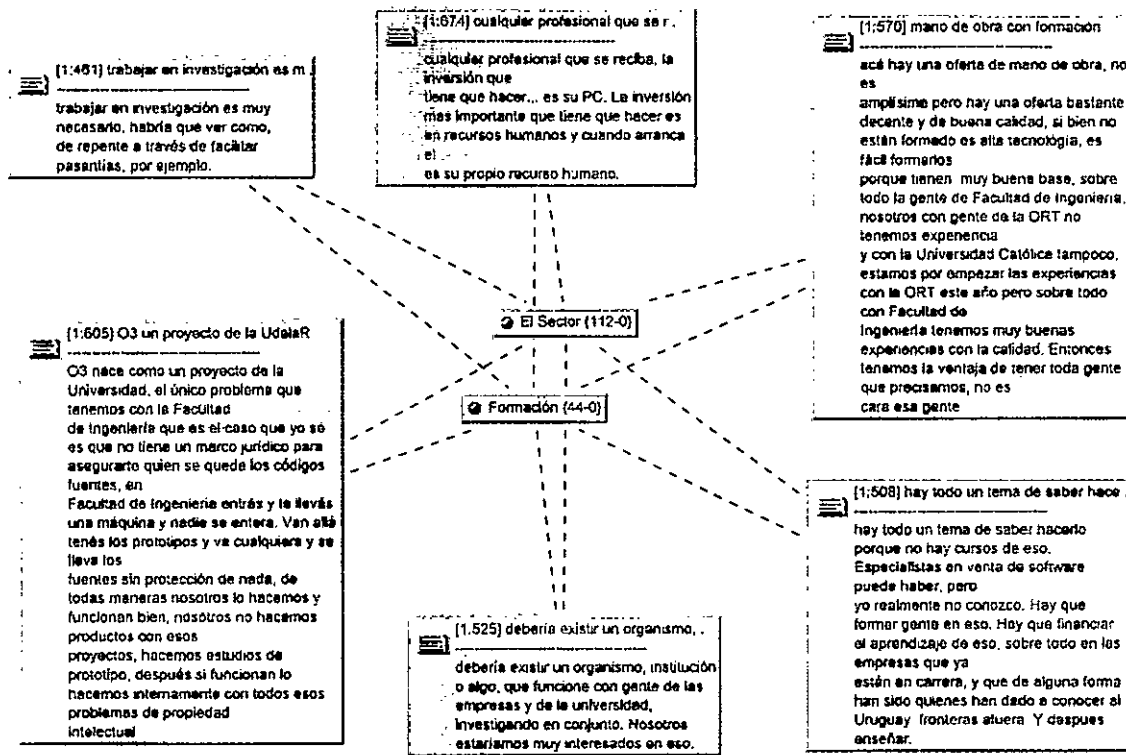 [1:461] trabajar en investigación es m .
trabajar en investigación es muy
necesario, habría que ver como,
de repente a través de facilitar
pasantías, por ejemplo.
[1:674] cualquier profesional que se r .
cualquier profesional que se reciba, la
inversión que
tiene que hacer... es su PC. La inversión
mas importante que tiene que hacer es
en recursos humanos y cuando arranca
el
es su propio recurso humano.
[1:570] mano de obra con formación
acá hay una oferta de mano de obra, no
es
amplísime pero hay una oferta bastante
decente y de buena calidad, si bien no
están formado es alta tecnológia, es
fácil formarlos
porque tienen muy buena base, sobre
todo la gente de Facultad de Ingeniería,
nosotros con gente de la ORT no
tenemos experiencia
y con la Universidad Católica tampoco,
estamos por empezar las experiencias
con la ORT este año pero sobre todo
con Facultad de
Ingeniería tenemos muy buenas
experiencias con la calidad. Entonces
tenemos la ventaja de tener toda gente
que precisamos, no es
cara esa gente
El Sector {112-0}
Formación {44-0}
[1:605] O3 un proyecto de la UdelaR
O3 nace como un proyecto de la
Universidad, el único problema que
tenemos con la Facultad
de Ingeniería que es el caso que yo sé
es que no tiene un marco jurídico para
asegurarte quien se queda los códigos
fuentes, en
Facultad de Ingeniería entrás y te llevás
una máquina y nadie se entera. Van allá
tenés los prototipos y va cualquiera y se
lleva los
fuentes sin protección de nada, de
todas maneras nosotros lo hacemos y
funcionan bien, nosotros no hacemos
productos con esos
proyectos, hacemos estudios de
prototipo, después si funcionan lo
hacemos internamente con todos esos
problemas de propiedad
intelectual
[1:525] debería existir un organismo, .
debería existir un organismo, institución
o algo, que funcione con gente de las
empresas y de la universidad,
investigando en conjunto. Nosotros
estaríamos muy interesados en eso.
[1:508] hay todo un tema de saber hace .
hay todo un tema de saber hacerlo
porque no hay cursos de eso.
Especialistas en venta de software
puede haber, pero
yo realmente no conozco. Hay que
formar gente en eso. Hay que financiar
el aprendizaje de eso, sobre todo en las
empresas que ya
están en carrera, y que de alguna forma
han sido quienes han dado a conocer al
Uruguay fronteras afuera Y despues
enseñar.